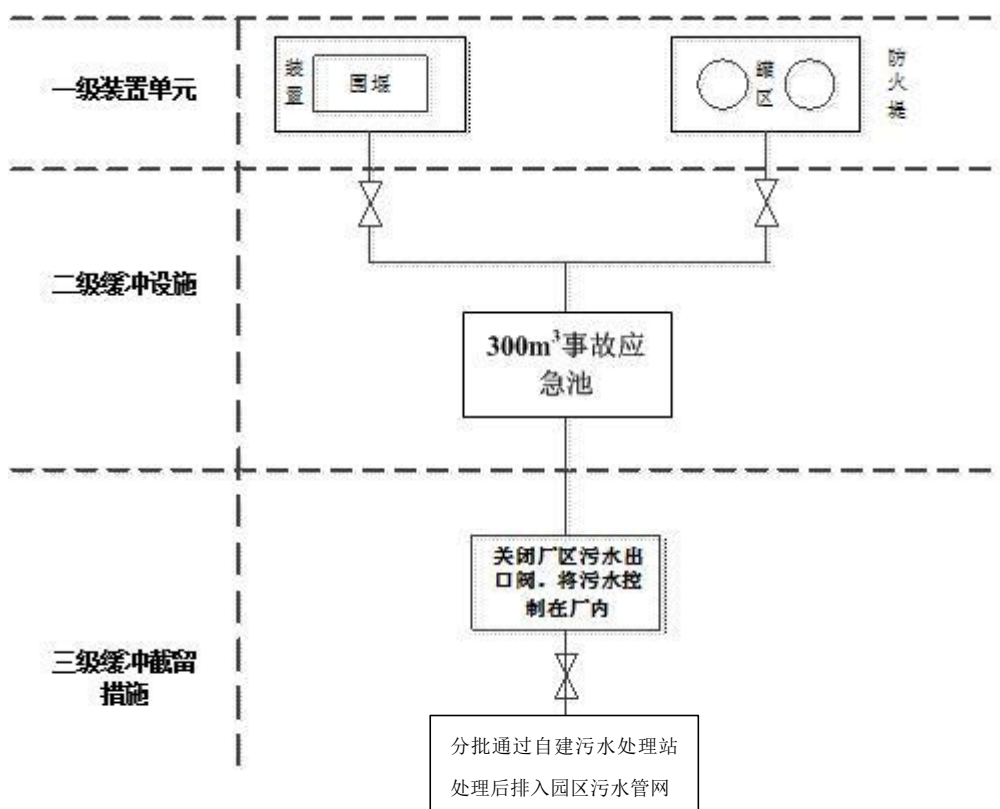 一级装置单元
装置
围堰
罐区
防火堤
二级缓冲设施
300m³事故应
急池
关闭厂区污水出
口阀．将污水控
制在厂内
三级缓冲截留
措施
分批通过自建污水处理站
处理后排入园区污水管网